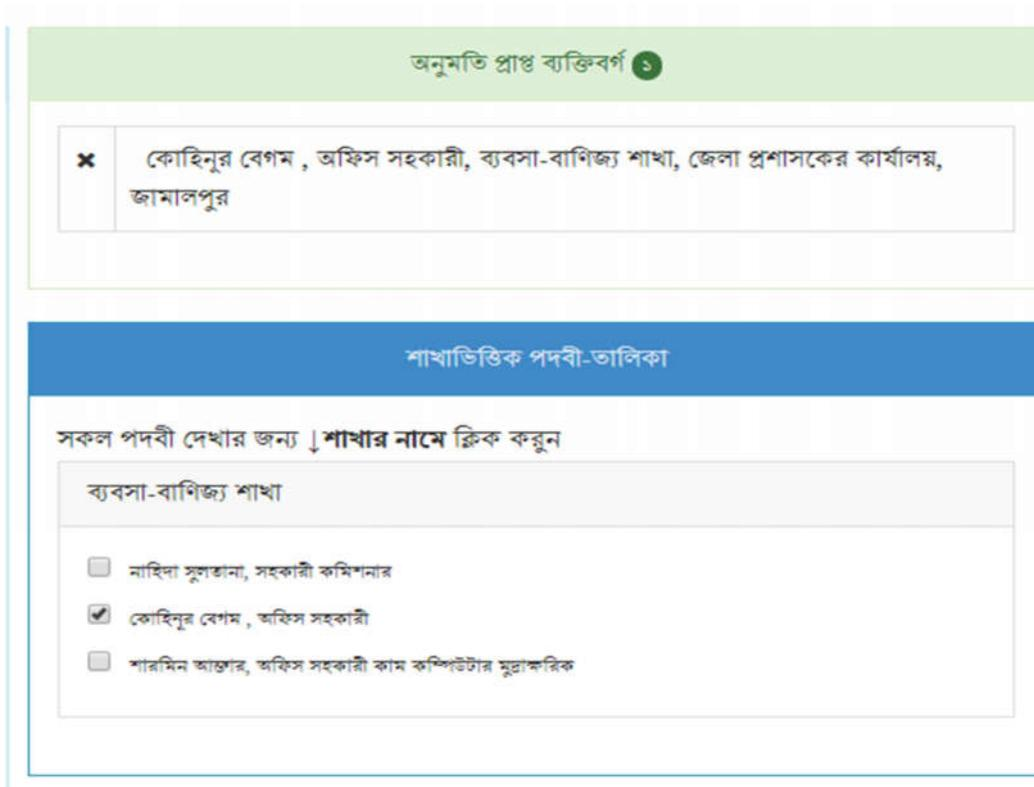 অনুমতি প্রাপ্ত ব্যক্তিবর্গ ১
✖ কোহিনুর বেগম , অফিস সহকারী, ব্যবসা-বাণিজ্য শাখা, জেলা প্রশাসকের কার্যালয়,
জামালপুর
শাখাভিত্তিক পদবী-তালিকা
সকল পদবী দেখার জন্য ↓শাখার নামে ক্লিক করুন
ব্যবসা-বাণিজ্য শাখা
নাহিদা সুলতানা, সহকারী কমিশনার
কোহিনুর বেগম , অফিস সহকারী
শারমিন আক্তার, অফিস সহকারী কাম কম্পিউটার মুদ্রাক্ষরিক